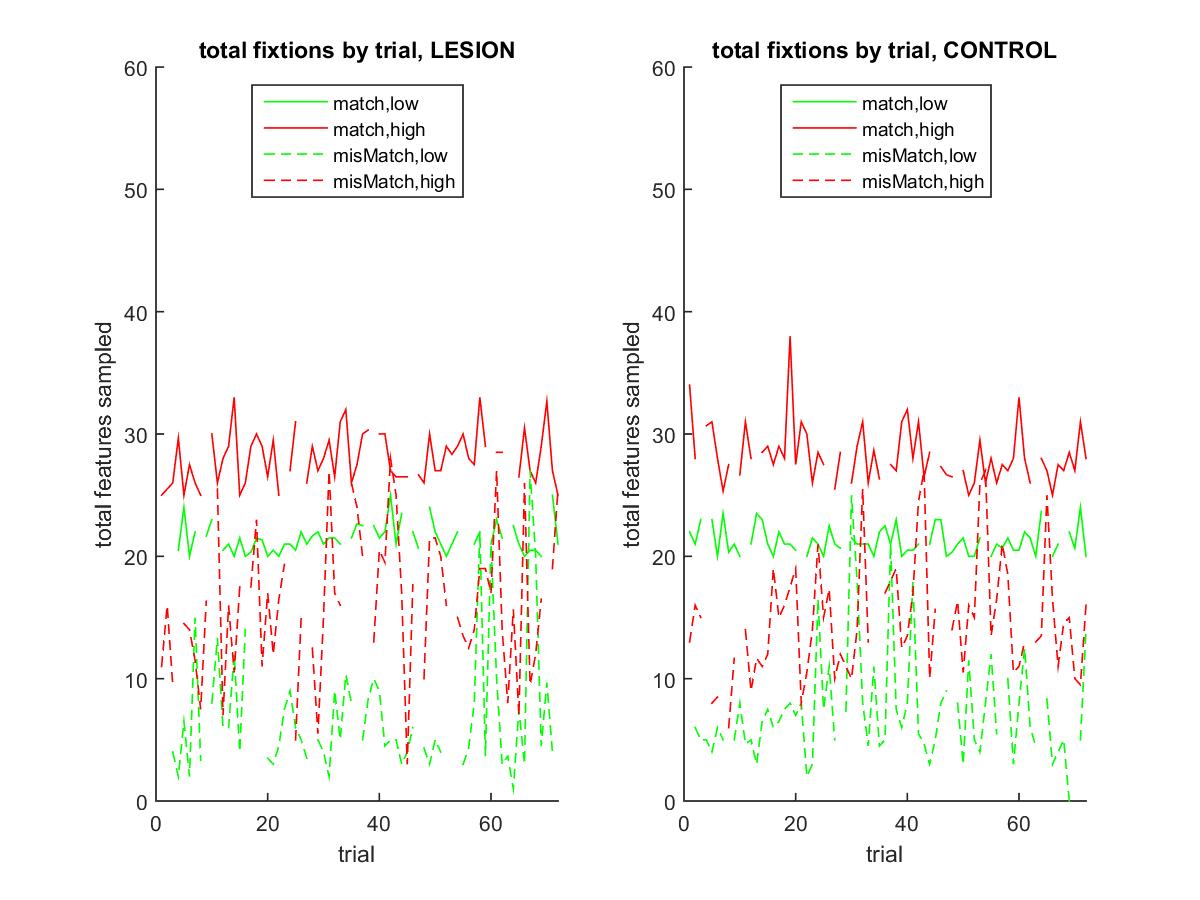 total fixtions by trial, LESION
60
50
40
30
20
10
0
0 20 40 60
total features sampled
trial
match,low
match,high
misMatch,low
misMatch,high
total fixtions by trial, CONTROL
60
50
40
30
20
10
0
0 20 40 60
total features sampled
trial
match,low
match,high
misMatch,low
misMatch,high